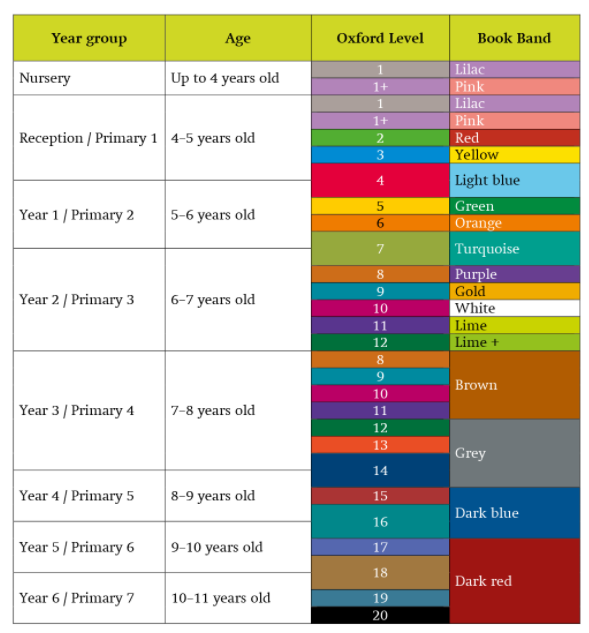 Year group Age Oxford Level Book Band
Nursery Up to 4 years old 1 Lilac
1+ Pink
1 Lilac
1+ Pink
Reception / Primary 1 4–5 years old 2 Red
3 Yellow
4 Light blue
Year 1 / Primary 2 5–6 years old 5 Green
6 Orange
7 Turquoise
8 Purple
Year 2 / Primary 3 6–7 years old 9 Gold
10 White
11 Lime
12 Lime +
8
9 Brown
10
Year 3 / Primary 4 7–8 years old 11
12
13 Grey
14
Year 4 / Primary 5 8–9 years old 15
16 Dark blue
Year 5 / Primary 6 9–10 years old 17
18 Dark red
Year 6 / Primary 7 10–11 years old 19
20